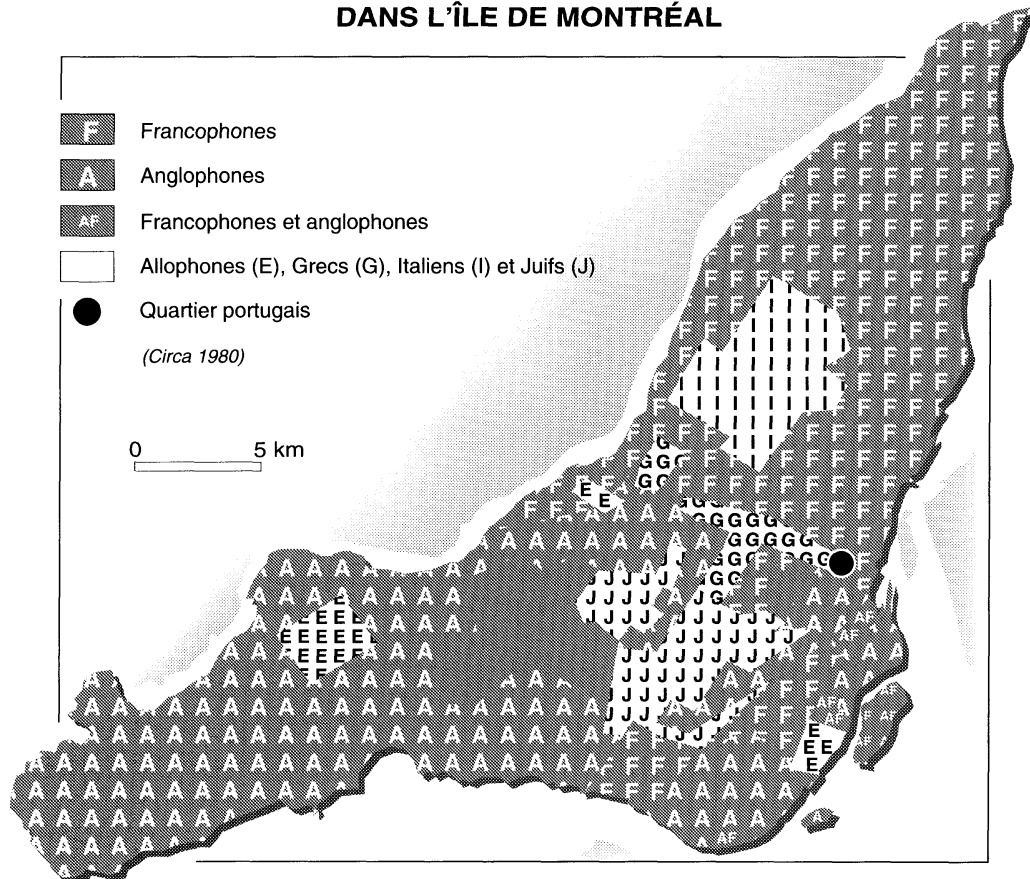 DANS L'ÎLE DE MONTRÉAL
F Francophones
A Anglophones
AF Francophones et anglophones
Allophones (E), Grecs (G), Italiens (I) et Juifs (J)
Quartier portugais
(Circa 1980)
0 5 km